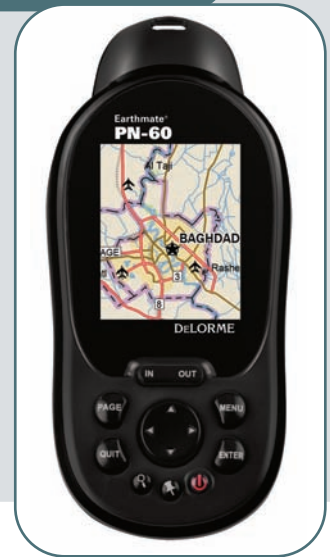 Earthmate®
PN-60
Al Taji
BAGHDAD
AGE
Rashe
3
8
DELORME
IN OUT
PAGE
MENU
QUIT
ENTER